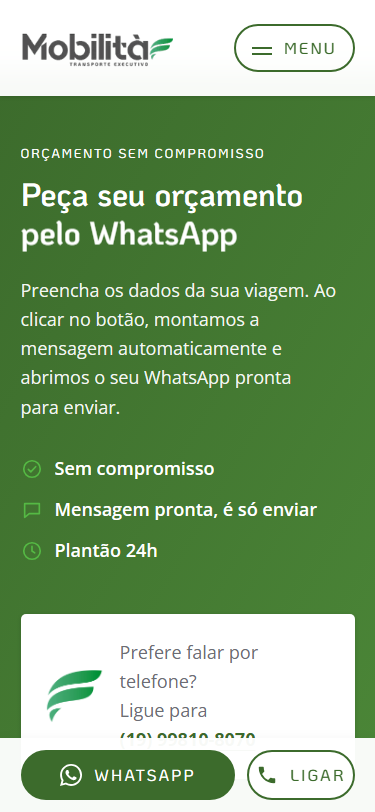 Mobilità
TRANSPORTE EXECUTIVO
MENU
ORÇAMENTO SEM COMPROMISSO
Peça seu orçamento
pelo WhatsApp
Preencha os dados da sua viagem. Ao
clicar no botão, montamos a
mensagem automaticamente e
abrimos o seu WhatsApp pronta
para enviar.
Sem compromisso
Mensagem pronta, é só enviar
Plantão 24h
Prefere falar por
telefone?
Ligue para
WHATSAPP
LIGAR